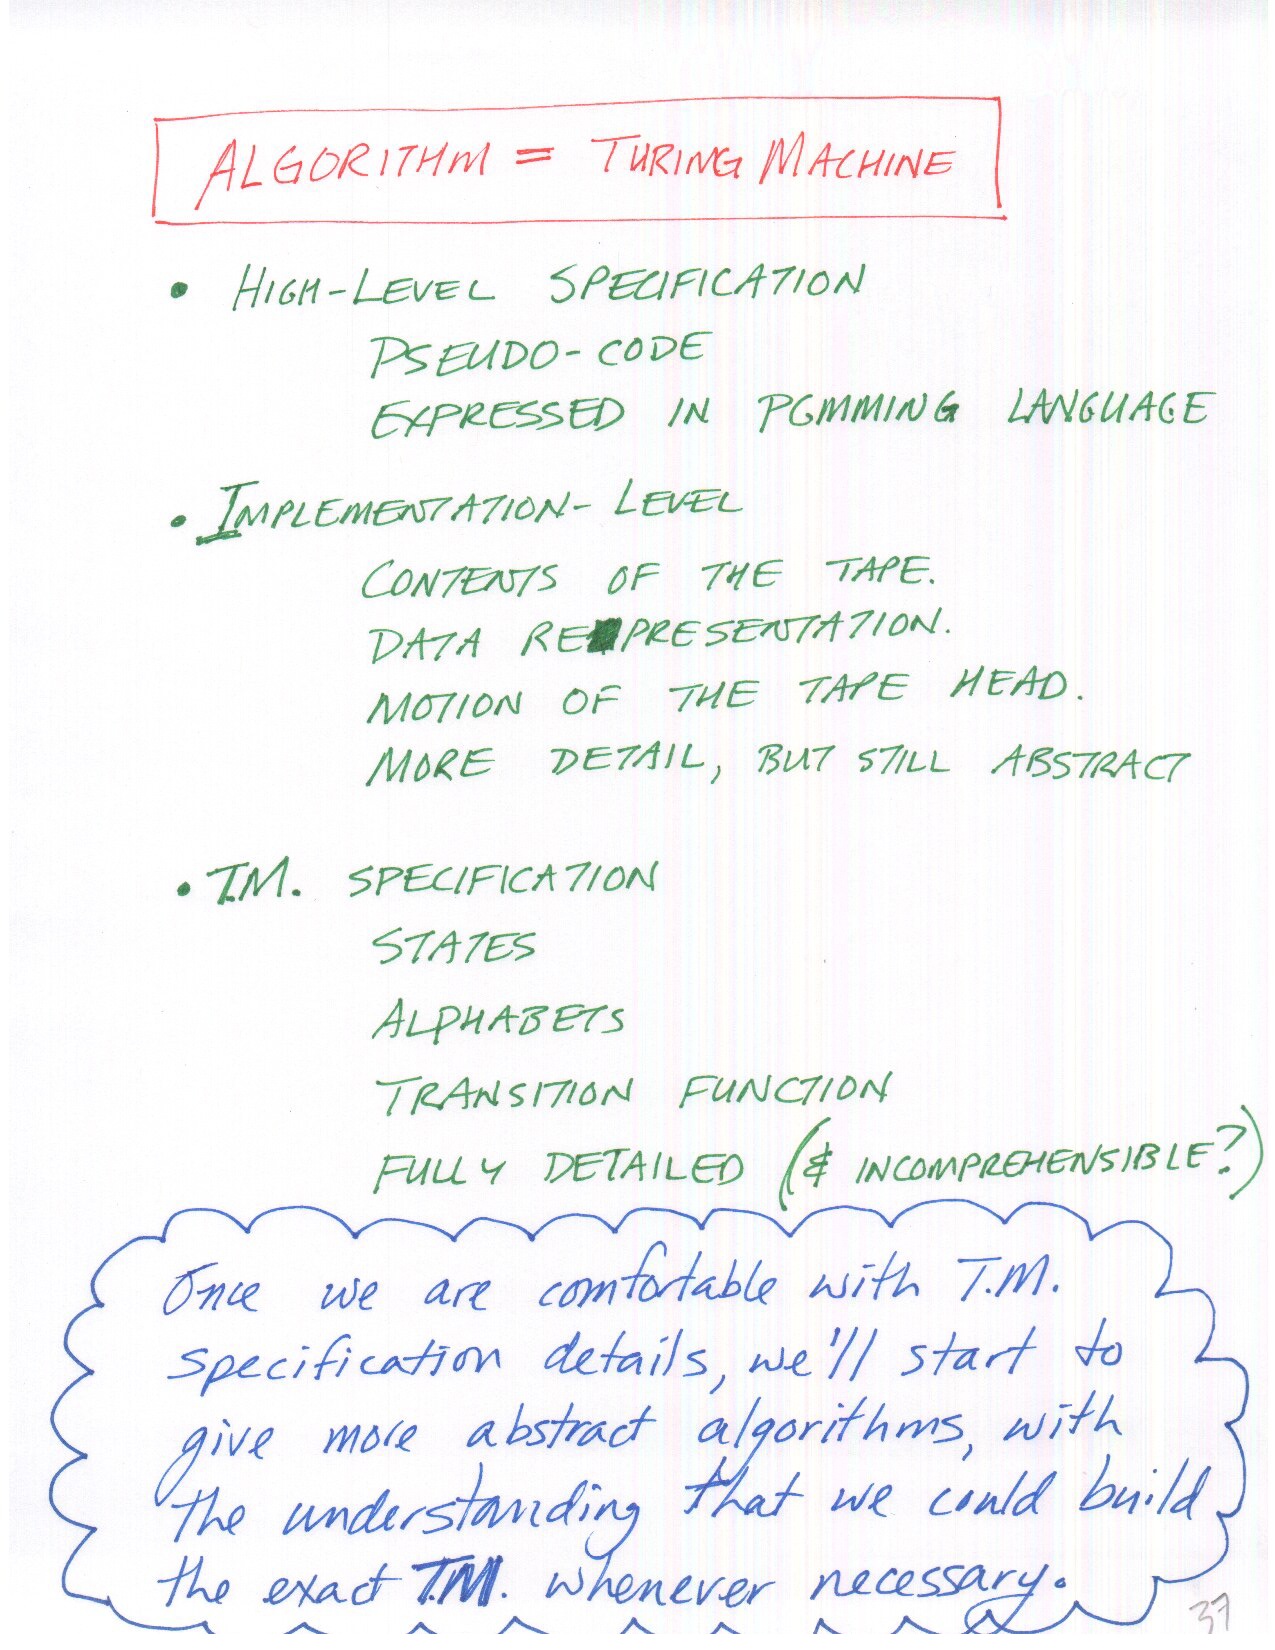 ALGORITHM = TURING MACHINE
• HIGH-LEVEL SPECIFICATION
PSEUDO-CODE
EXPRESSED IN PGMMING LANGUAGE
• IMPLEMENTATION-LEVEL
CONTENTS OF THE TAPE.
DATA REPRESENTATION.
MOTION OF THE TAPE HEAD.
MORE DETAIL, BUT STILL ABSTRACT
• T.M. SPECIFICATION
STATES
ALPHABETS
TRANSITION FUNCTION
FULLY DETAILED (& INCOMPREHENSIBLE?)
Once we are comfortable with T.M.
specification details, we'll start to
give more abstract algorithms, with
the understanding that we could build
the exact T.M. whenever necessary.
37